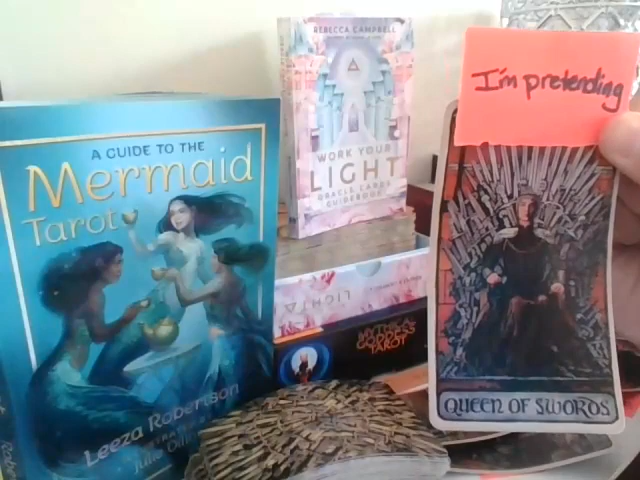 A GUIDE TO THE
Mermaid
Tarot
Leeza Robertson
REBECCA CAMPBELL
WORK YOUR
LIGHT
ORACLE CARDS
GUIDEBOOK
LIGHT
GODDESS
TAROT
I'm pretending
QUEEN OF SWORDS